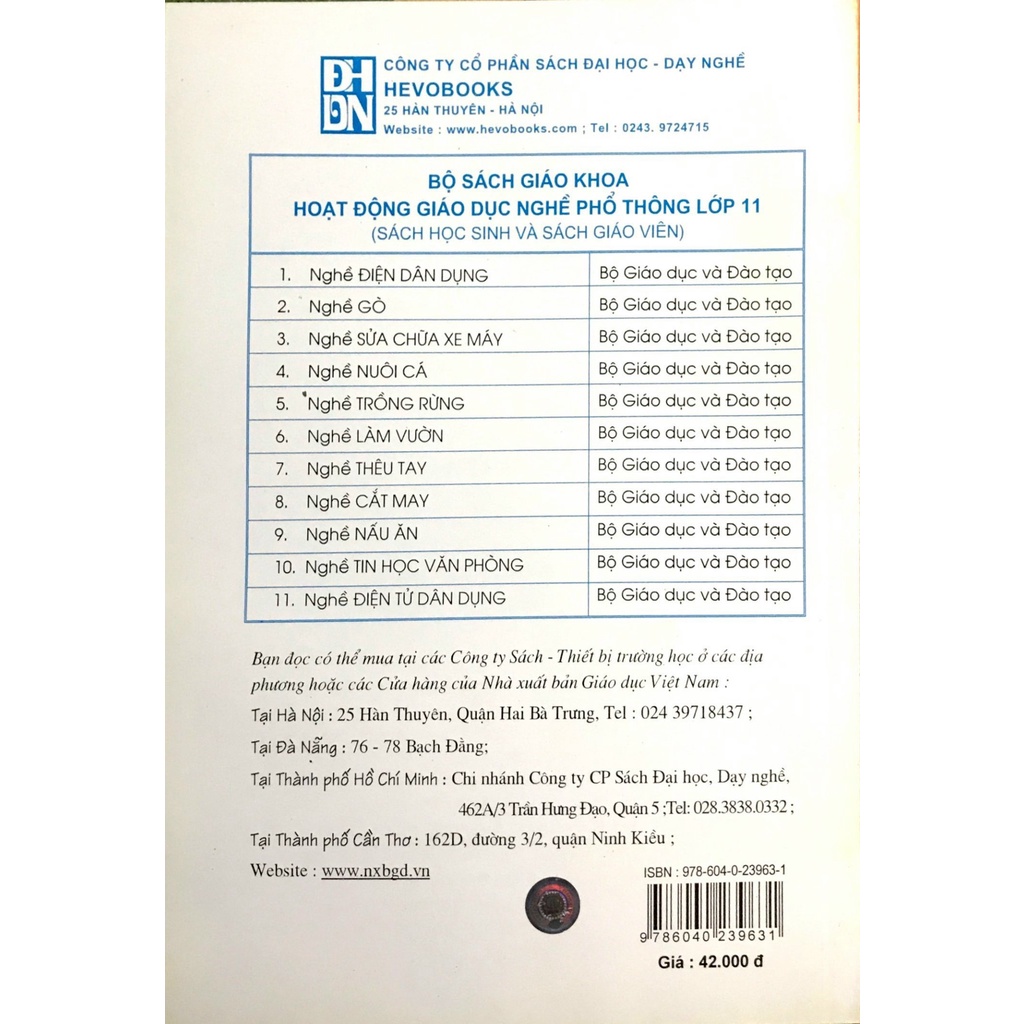 ĐH
DN
CÔNG TY CỔ PHẦN SÁCH ĐẠI HỌC - DẠY NGHỀ
HEVOBOOKS
25 HÀN THUYÊN - HÀ NỘI
Website : www.hevobooks.com ; Tel : 0243. 9724715
BỘ SÁCH GIÁO KHOA
HOẠT ĐỘNG GIÁO DỤC NGHỀ PHỔ THÔNG LỚP 11
(SÁCH HỌC SINH VÀ SÁCH GIÁO VIÊN)
1. Nghề ĐIỆN DÂN DỤNG Bộ Giáo dục và Đào tạo
2. Nghề GÒ Bộ Giáo dục và Đào tạo
3. Nghề SỬA CHỮA XE MÁY Bộ Giáo dục và Đào tạo
4. Nghề NUÔI CÁ Bộ Giáo dục và Đào tạo
5. Nghề TRỒNG RỪNG Bộ Giáo dục và Đào tạo
6. Nghề LÀM VƯỜN Bộ Giáo dục và Đào tạo
7. Nghề THÊU TAY Bộ Giáo dục và Đào tạo
8. Nghề CẮT MAY Bộ Giáo dục và Đào tạo
9. Nghề NẤU ĂN Bộ Giáo dục và Đào tạo
10. Nghề TIN HỌC VĂN PHÒNG Bộ Giáo dục và Đào tạo
11. Nghề ĐIỆN TỬ DÂN DỤNG Bộ Giáo dục và Đào tạo
Bạn đọc có thể mua tại các Công ty Sách - Thiết bị trường học ở các địa
phương hoặc các Cửa hàng của Nhà xuất bản Giáo dục Việt Nam :
Tại Hà Nội : 25 Hàn Thuyên, Quận Hai Bà Trưng, Tel : 024 39718437 ;
Tại Đà Nẵng : 76 - 78 Bạch Đằng;
Tại Thành phố Hồ Chí Minh : Chi nhánh Công ty CP Sách Đại học, Dạy nghề,
462A/3 Trần Hưng Đạo, Quận 5 ;Tel: 028.3838.0332 ;
Tại Thành phố Cần Thơ : 162D, đường 3/2, quận Ninh Kiều ;
Website : www.nxbgd.vn
ISBN : 978-604-0-23963-1
9 786040 239631
Giá : 42.000 đ